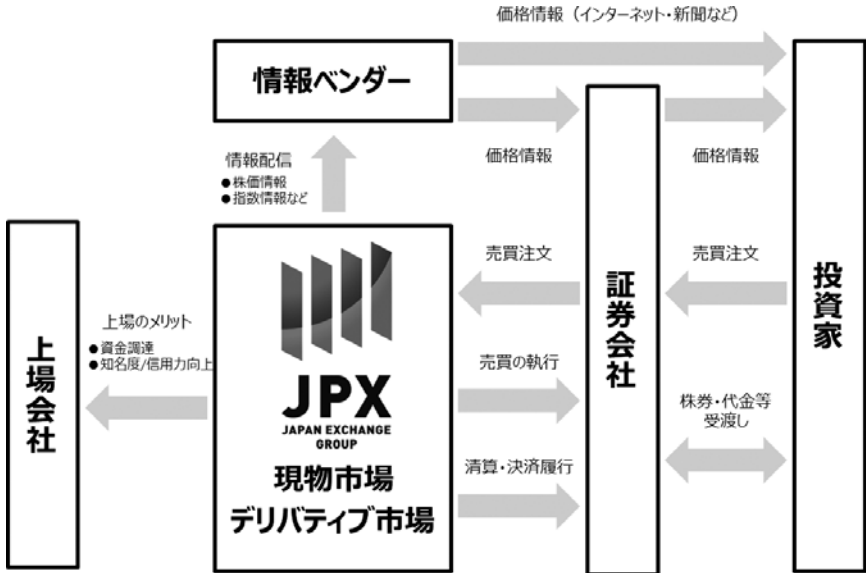 価格情報（インターネット・新聞など）
情報ベンダー
価格情報
価格情報
情報配信
●株価情報
●指数情報など
上場会社
上場のメリット
●資金調達
●知名度/信用力向上
JPX
JAPAN EXCHANGE
GROUP
現物市場
デリバティブ市場
売買注文
売買の執行
清算・決済履行
証券会社
売買注文
株券・代金等
受渡し
投資家